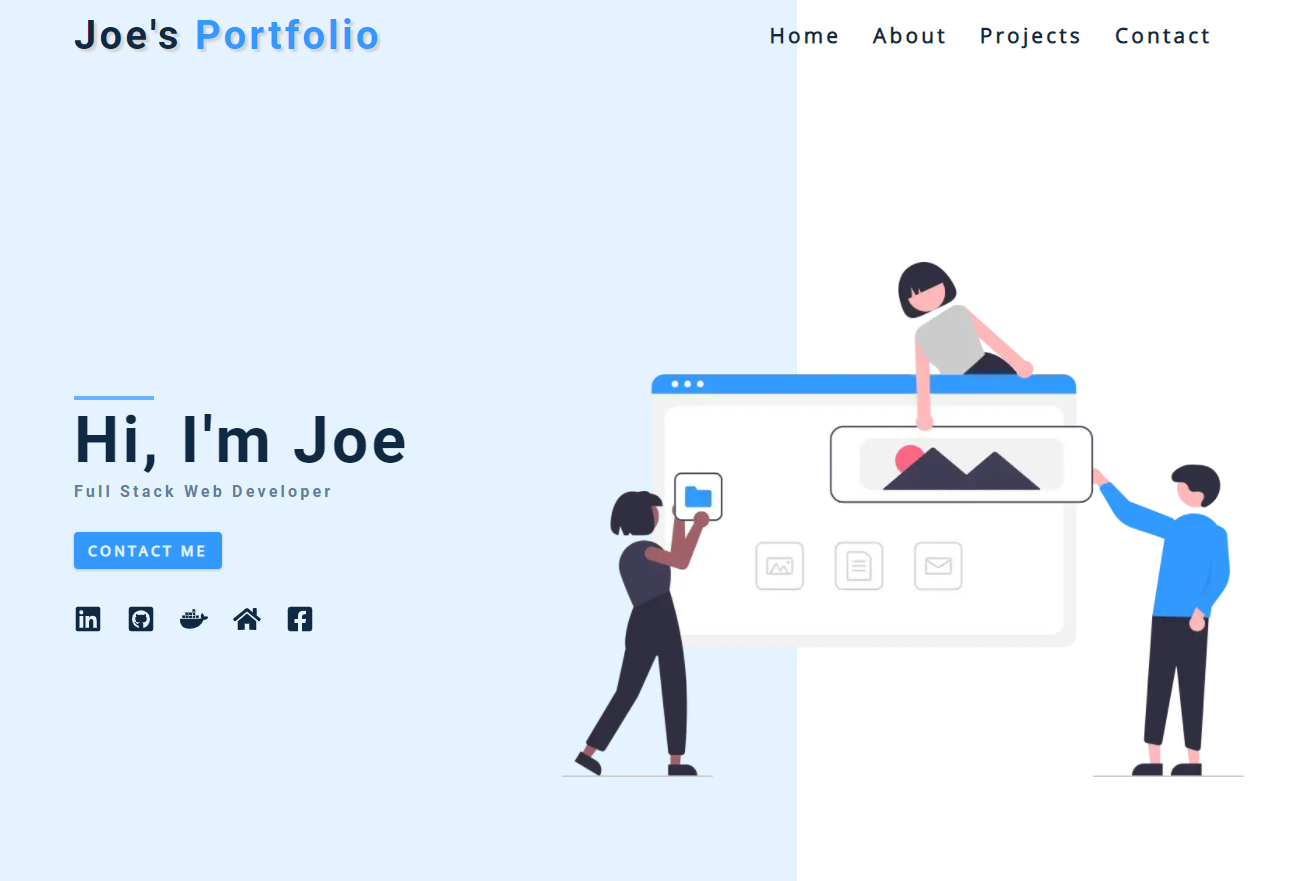 Joe's Portfolio
Home About Projects Contact
Hi, I'm Joe
Full Stack Web Developer
CONTACT ME